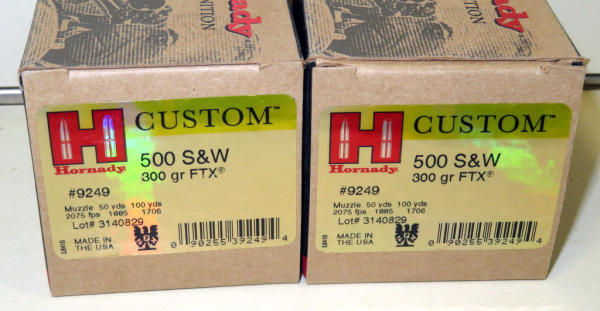 Hornady
NITION
Hornady
CUSTOM™
500 S&W
300 gr FTX®
#9249
Muzzle 50 yds 100 yds
2075 fps 1885 1706
Lot# 3140829
MADE IN
THE USA
0 90255 39249 4
Hornady
CUSTOM™
500 S&W
300 gr FTX®
#9249
Muzzle 50 yds 100 yds
2075 fps 1885 1706
Lot# 3140829
MADE IN
THE USA
0 90255 39249 4